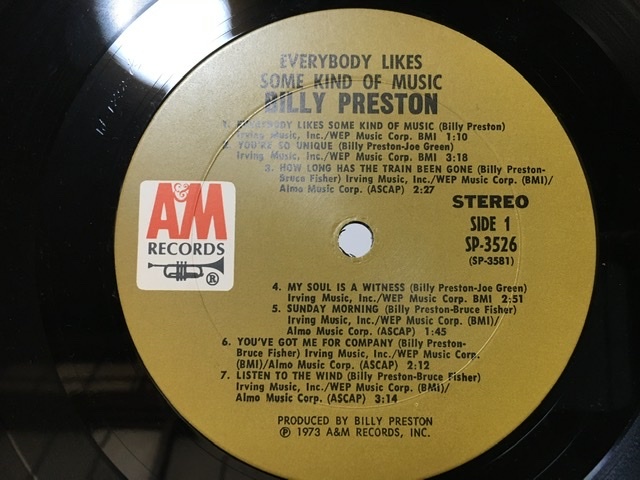 EVERYBODY LIKES
SOME KIND OF MUSIC
BILLY PRESTON
1. EVERYBODY LIKES SOME KIND OF MUSIC (Billy Preston)
Irving Music, Inc./WEP Music Corp. BMI 1:10
2. YOU'RE SO UNIQUE (Billy Preston-Joe Green)
Irving Music, Inc./WEP Music Corp. BMI 3:18
3. HOW LONG HAS THE TRAIN BEEN GONE (Billy Preston-
Bruce Fisher) Irving Music, Inc./WEP Music Corp. (BMI)/
Almo Music Corp. (ASCAP) 2:27
A&M
RECORDS
®
STEREO
SIDE 1
SP-3526
(SP-3581)
4. MY SOUL IS A WITNESS (Billy Preston-Joe Green)
Irving Music, Inc./WEP Music Corp. BMI 2:51
5. SUNDAY MORNING (Billy Preston-Bruce Fisher)
Irving Music, Inc./WEP Music Corp. (BMI)/
Almo Music Corp. (ASCAP) 1:45
6. YOU'VE GOT ME FOR COMPANY (Billy Preston-
Bruce Fisher) Irving Music, Inc./WEP Music Corp.
(BMI)/Almo Music Corp. (ASCAP) 2:12
7. LISTEN TO THE WIND (Billy Preston-Bruce Fisher)
Irving Music, Inc./WEP Music Corp. (BMI)/
Almo Music Corp. (ASCAP) 3:14
PRODUCED BY BILLY PRESTON
℗ 1973 A&M RECORDS, INC.